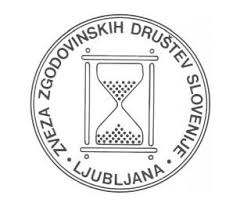 ZVEZA ZGODOVINSKIH DRUŠTEV SLOVENIJE
• LJUBLJANA •